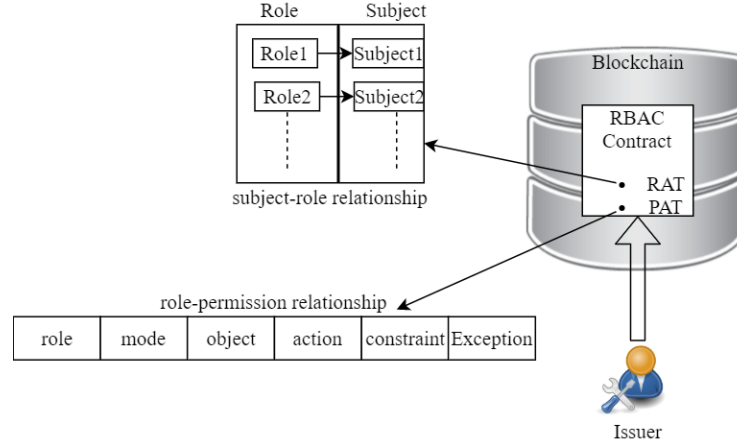 Role Subject
Role1 Subject1
Role2 Subject2
subject-role relationship
Blockchain
RBAC
Contract
RAT
PAT
role-permission relationship
role mode object action constraint Exception
Issuer